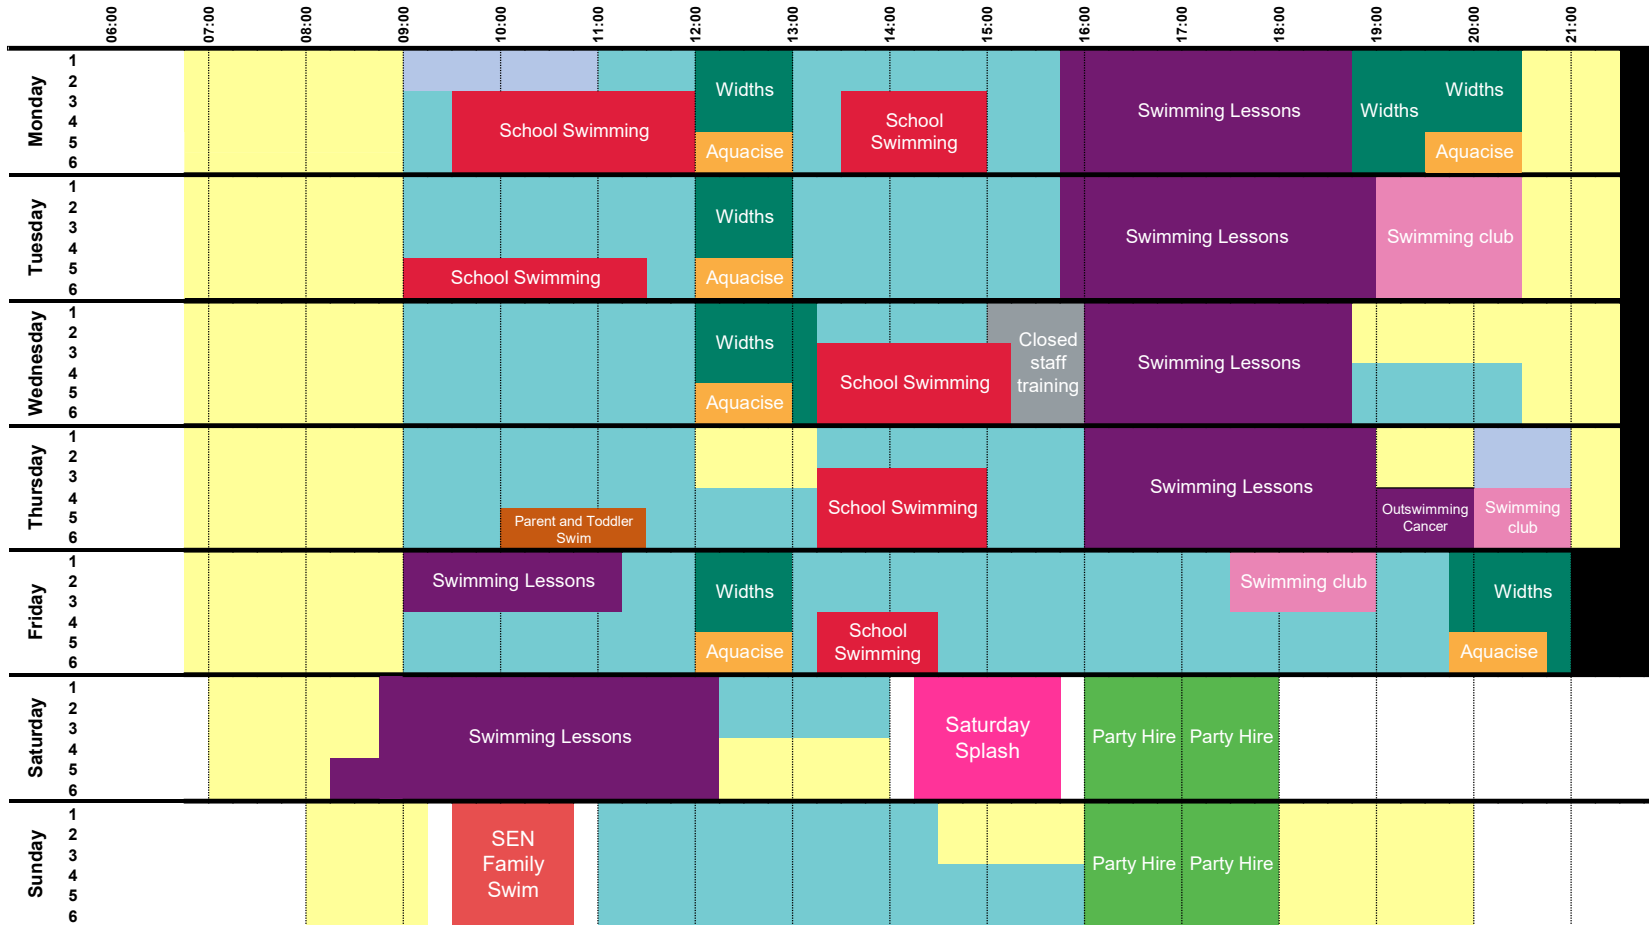 06:00 07:00 08:00 09:00 10:00 11:00 12:00 13:00 14:00 15:00 16:00 17:00 18:00 19:00 20:00 21:00
Monday
1
2
3
4
5
6
School Swimming
Widths
Aquacise
School
Swimming
Swimming Lessons
Widths
Widths
Aquacise
Tuesday
1
2
3
4
5
6
School Swimming
Widths
Aquacise
Swimming Lessons
Swimming club
Wednesday
1
2
3
4
5
6
Widths
Aquacise
School Swimming
Closed
staff
training
Swimming Lessons
Thursday
1
2
3
4
5
6
Parent and Toddler
Swim
School Swimming
Swimming Lessons
Outswimming
Cancer
Swimming
club
Friday
1
2
3
4
5
6
Swimming Lessons
Widths
Aquacise
School
Swimming
Swimming club
Widths
Aquacise
Saturday
1
2
3
4
5
6
Swimming Lessons
Saturday
Splash
Party Hire
Party Hire
Sunday
1
2
3
4
5
6
SEN
Family
Swim
Party Hire
Party Hire